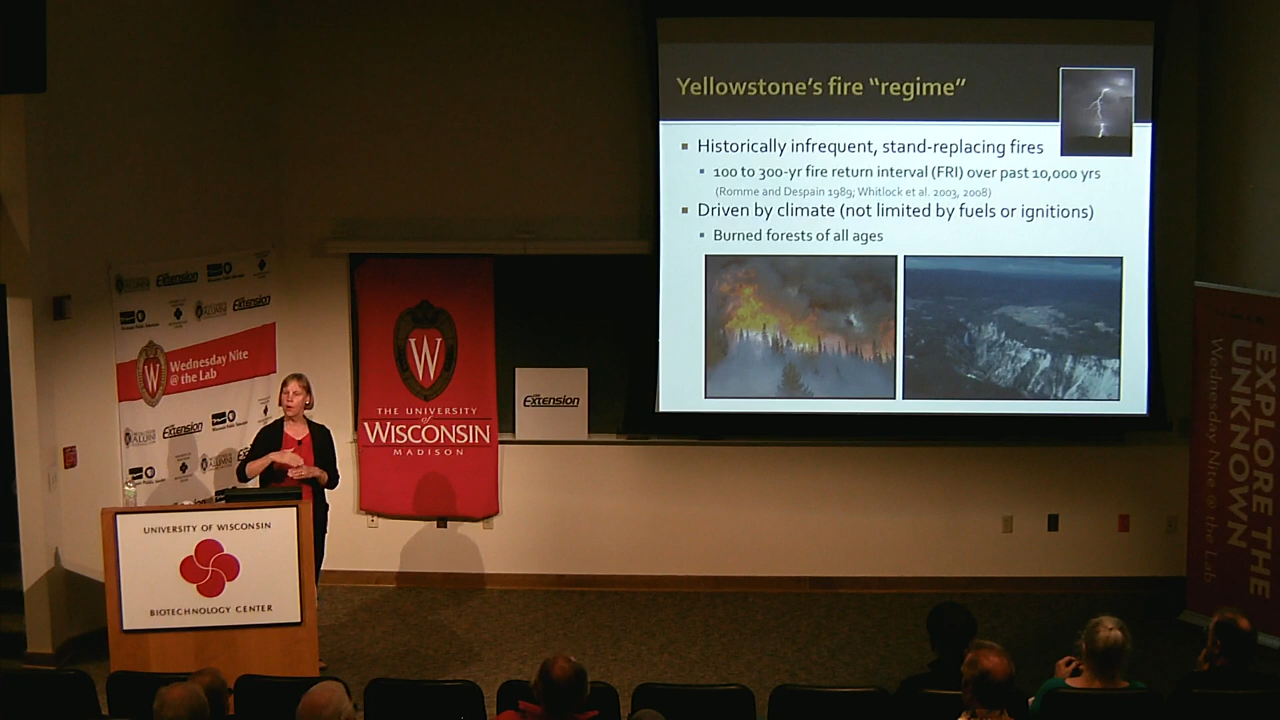 Yellowstone's fire "regime"
Historically infrequent, stand-replacing fires
100 to 300-yr fire return interval (FRI) over past 10,000 yrs
(Romme and Despain 1989; Whitlock et al. 2003, 2008)
Driven by climate (not limited by fuels or ignitions)
Burned forests of all ages
Extension
Extension
Wednesday Nite
@ the Lab
Extension
W
THE UNIVERSITY
of
WISCONSIN
MADISON
Extension
UNIVERSITY OF WISCONSIN
BIOTECHNOLOGY CENTER
EXPLORE THE
UNKNOWN
Wednesday Nite @ the Lab